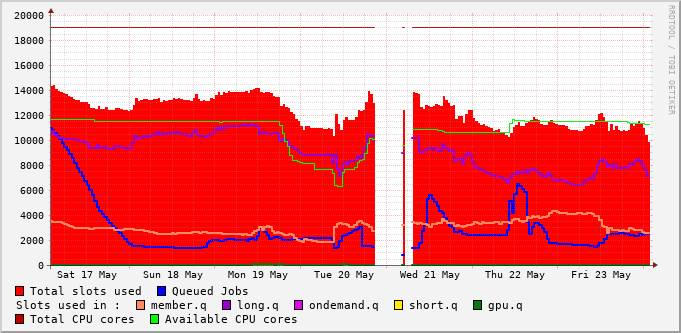 20000
18000
16000
14000
12000
10000
8000
6000
4000
2000
0
Sat 17 May Sun 18 May Mon 19 May Tue 20 May Wed 21 May Thu 22 May Fri 23 May
Total slots used Queued Jobs
Slots used in : member.q long.q ondemand.q short.q gpu.q
Total CPU cores Available CPU cores
RRDTOOL / TOBI OETIKER